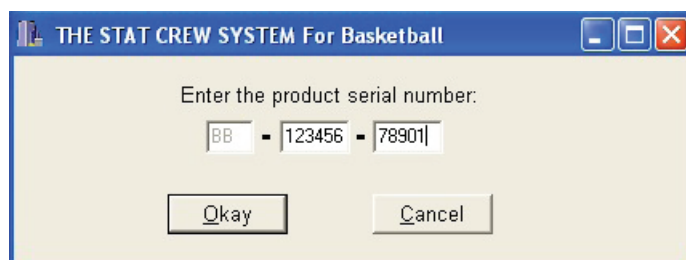 THE STAT CREW SYSTEM For Basketball
Enter the product serial number:
BB - 123456 - 78901
Okay Cancel